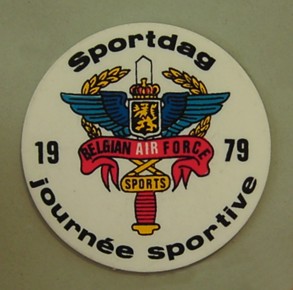 Sportdag
19 79
BELGIAN AIR FORCE
SPORTS
journée sportive